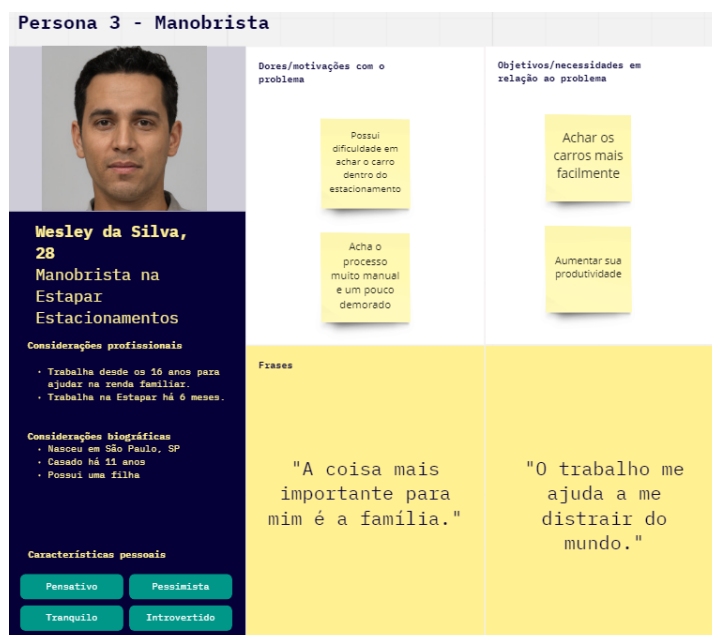 Persona 3 - Manobrista
Wesley da Silva,
28
Manobrista na
Estapar
Estacionamentos
Considerações profissionais
• Trabalha desde os 16 anos para
ajudar na renda familiar.
• Trabalha na Estapar há 6 meses.
Considerações biográficas
• Nasceu em São Paulo, SP
• Casado há 11 anos
• Possui uma filha
Características pessoais
Pensativo
Pessimista
Tranquilo
Introvertido
Dores/motivações com o
problema
Possui
dificuldade em
achar o carro
dentro do
estacionamento
Acha o
processo
muito manual
e um pouco
demorado
Objetivos/necessidades em
relação ao problema
Achar os
carros mais
facilmente
Aumentar sua
produtividade
Frases
"A coisa mais
importante para
mim é a família."
"O trabalho me
ajuda a me
distrair do
mundo."